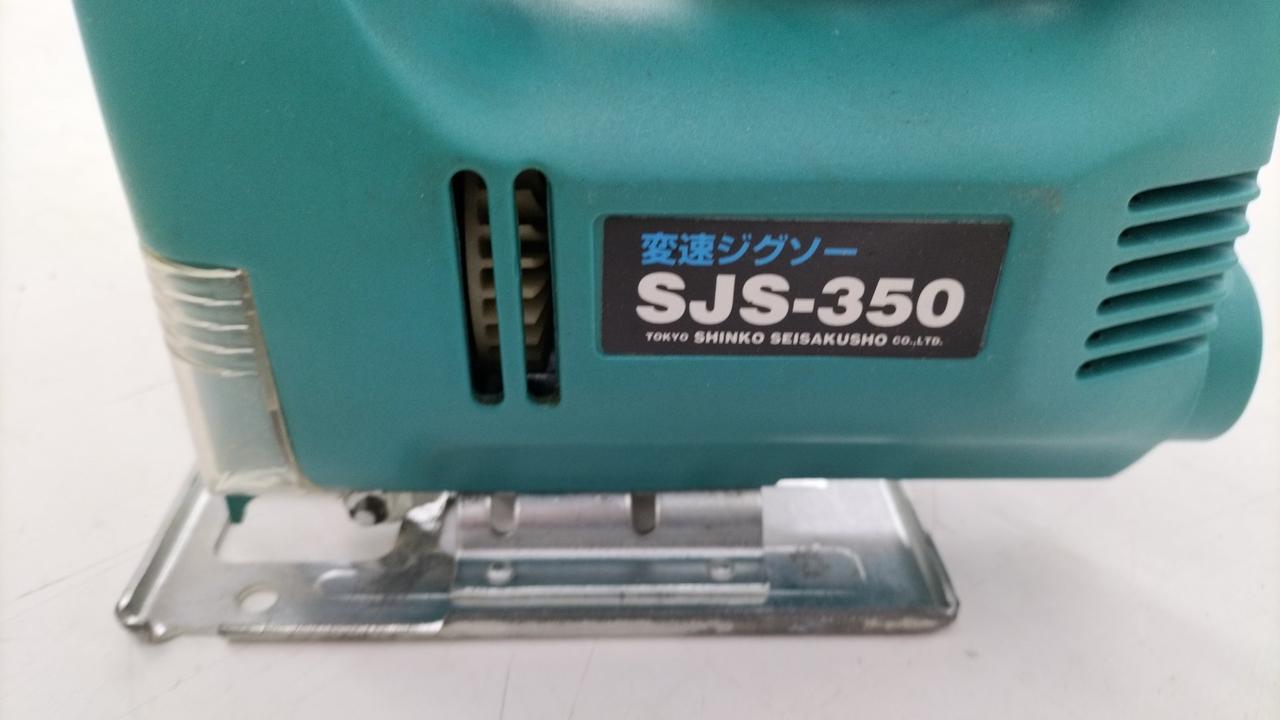 変速ジグソー
SJS-350
TOKYO SHINKO SEISAKUSHO CO.,LTD.